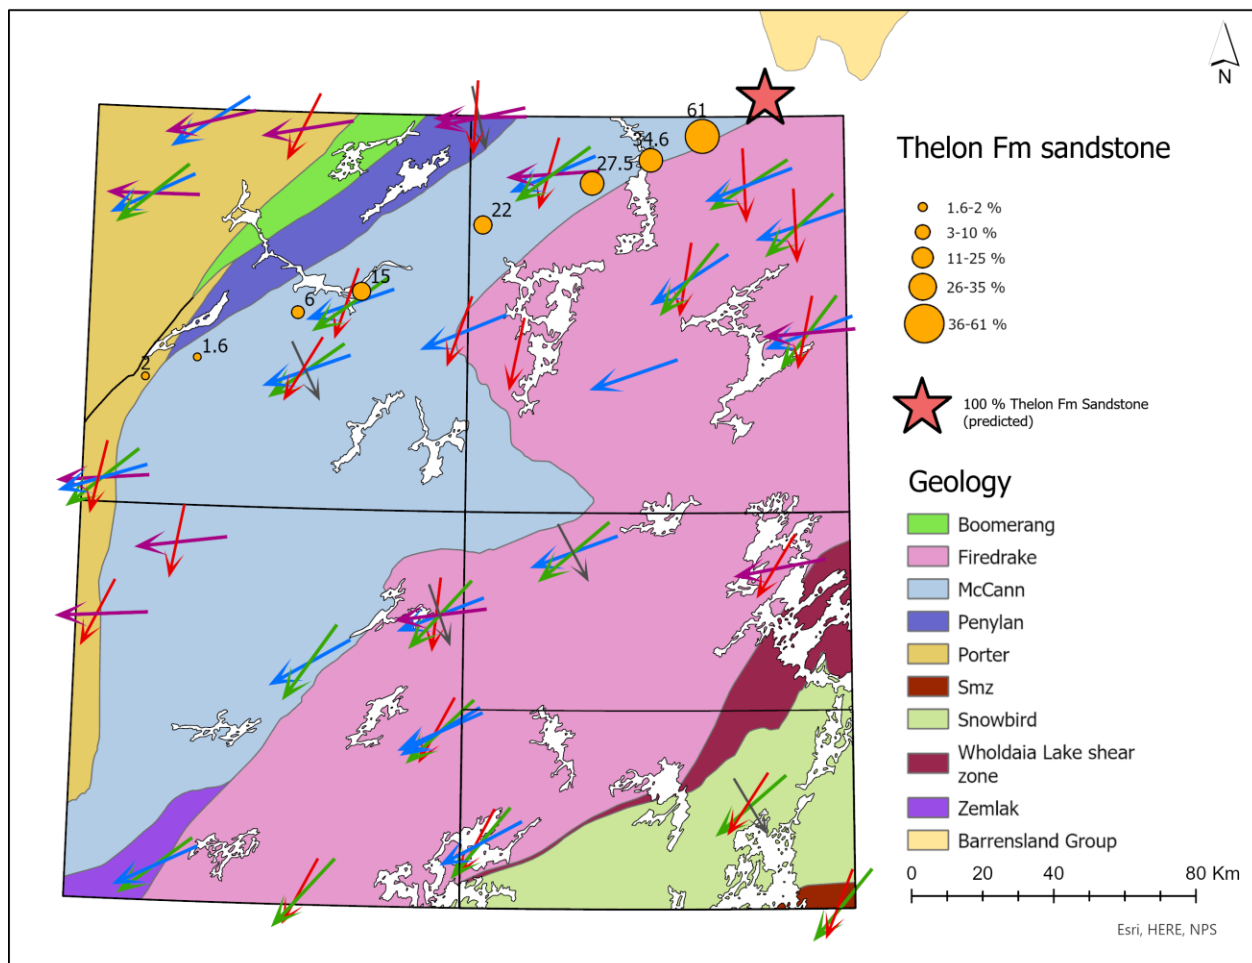 N
61
34.6
27.5
22
15
6
1.6
2
Thelon Fm sandstone
1.6-2 %
3-10 %
11-25 %
26-35 %
36-61 %
100 % Thelon Fm Sandstone
(predicted)
Geology
Boomerang
Firedrake
McCann
Penylan
Porter
Smz
Snowbird
Wholdaia Lake shear
zone
Zemlak
Barrensland Group
0 20 40 80 Km
Esri, HERE, NPS